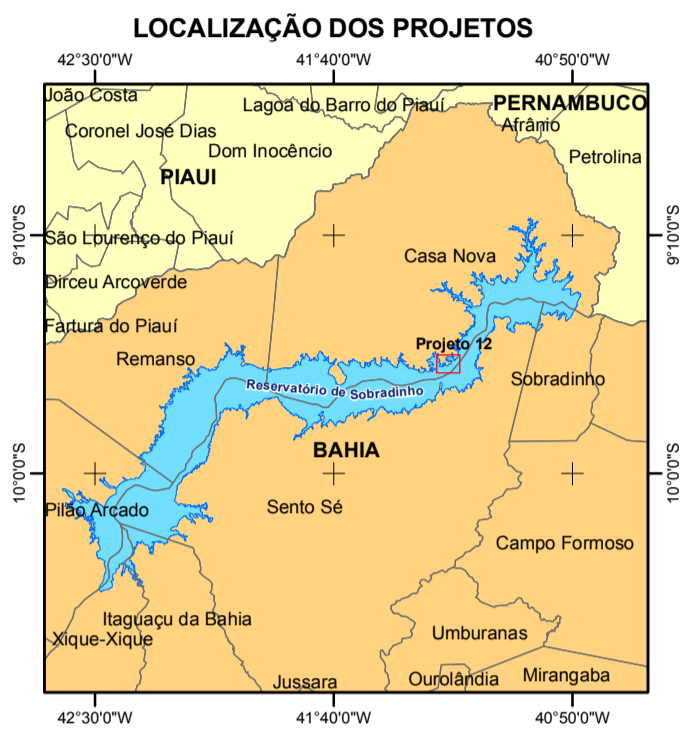 LOCALIZAÇÃO DOS PROJETOS
42°30'0"W 41°40'0"W 40°50'0"W
João Costa
Lagoa do Barro do Piauí
PERNAMBUCO
Afrânio
Coronel José Dias
Dom Inocêncio
Petrolina
PIAUI
São Lourenço do Piauí
9°10'0"S
9°10'0"S
Casa Nova
Dirceu Arcoverde
Fartura do Piauí
Projeto 12
Remanso
Reservatório de Sobradinho
Sobradinho
BAHIA
10°0'0"S
10°0'0"S
Pilão Arcado
Sento Sé
Campo Formoso
Itaguaçu da Bahia
Xique-Xique
Umburanas
Jussara
Ourolândia
Mirangaba
42°30'0"W 41°40'0"W 40°50'0"W